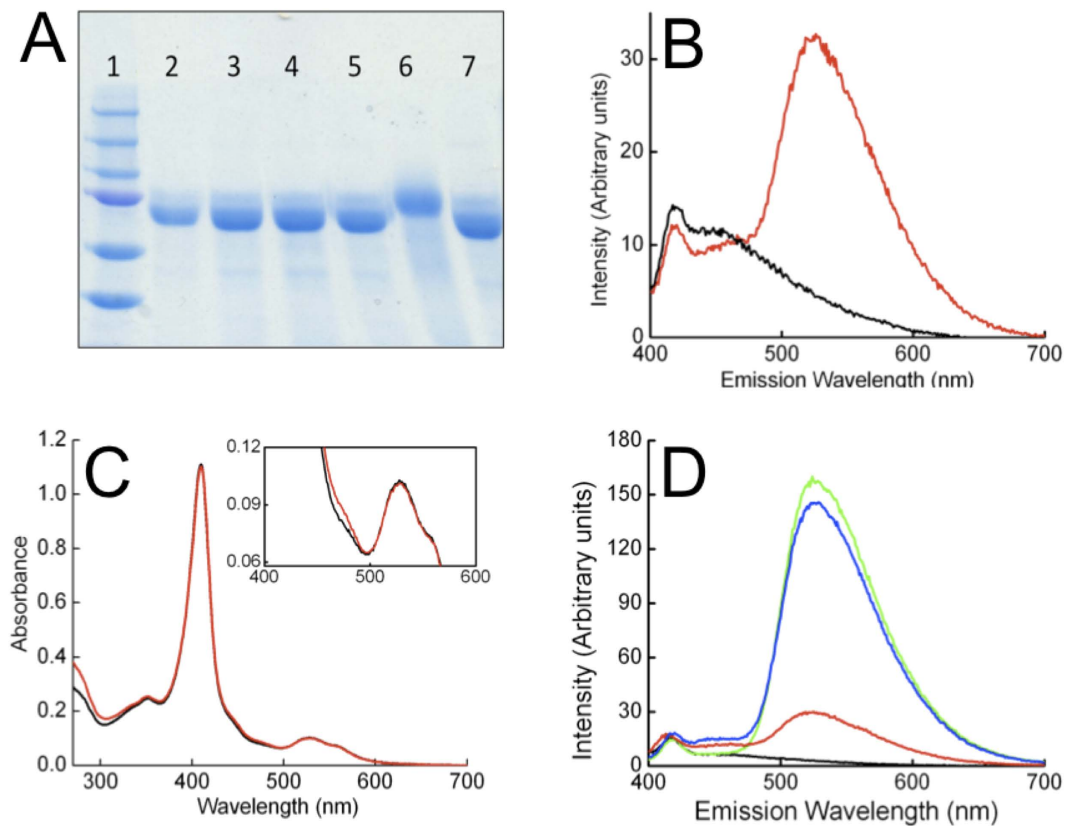 A
1 2 3 4 5 6 7
B
Intensity (Arbitrary units)
30
20
10
0
400 500 600 700
Emission Wavelength (nm)
C
Absorbance
1.2
1.0
0.8
0.6
0.4
0.2
0.0
300 400 500 600 700
Wavelength (nm)
0.12
0.09
0.06
400 500 600
D
Intensity (Arbitrary units)
180
150
120
90
60
30
0
400 500 600 700
Emission Wavelength (nm)